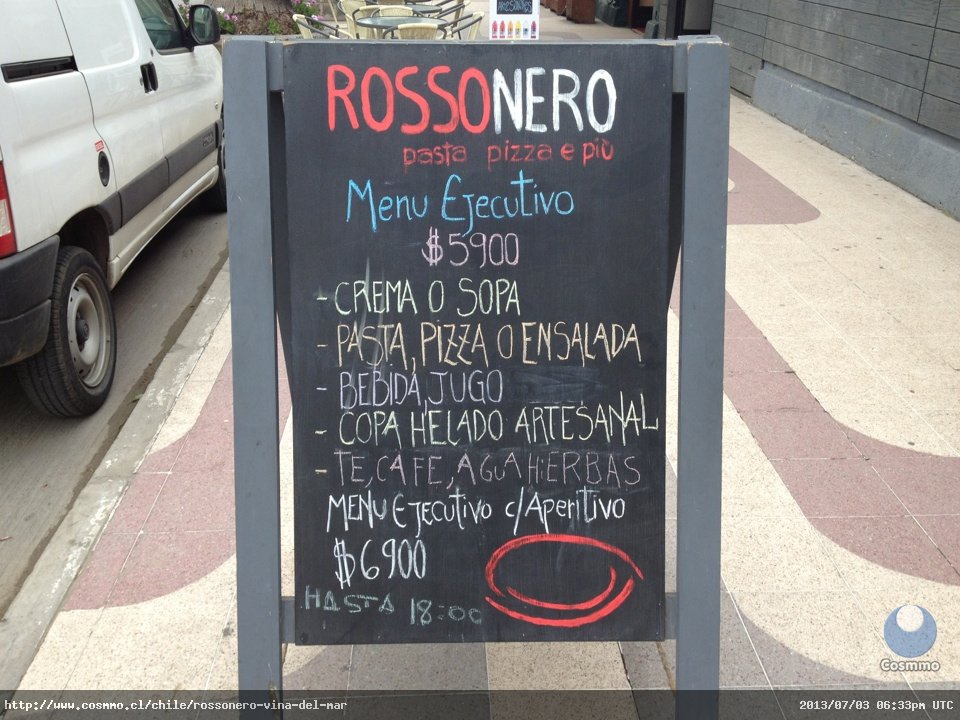 ARTESANALES
ROSSONERO
pasta pizza e più
Menu Ejecutivo
$5900
- CREMA O SOPA
- PASTA, PIZZA O ENSALADA
- BEBIDA, JUGO
- COPA HELADO ARTESANAL
- TE, CAFE, AGUA HIERBAS
MENU EJECUTIVO c/Aperitivo
$6900
HASTA 18:00
Cosmmo
http://www.cosmmo.cl/chile/rossonero-vina-del-mar
2013/07/03 06:33pm UTC